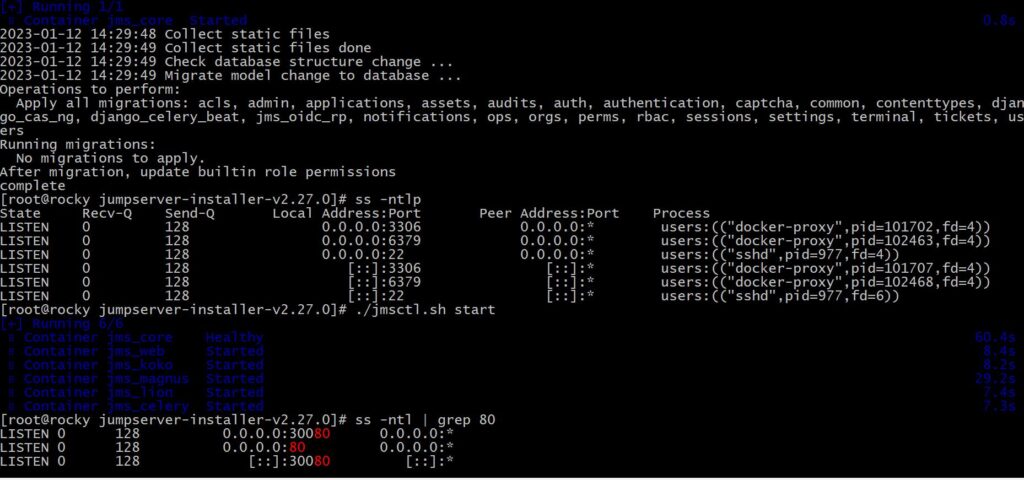 [+] Running 1/1
Container jms_core Started 0.8s
2023-01-12 14:29:48 Collect static files
2023-01-12 14:29:49 Collect static files done
2023-01-12 14:29:49 Check database structure change ...
2023-01-12 14:29:49 Migrate model change to database ...
Operations to perform:
Apply all migrations: acls, admin, applications, assets, audits, auth, authentication, captcha, common, contenttypes, djan
go_cas_ng, django_celery_beat, jms_oidc_rp, notifications, ops, orgs, perms, rbac, sessions, settings, terminal, tickets, us
ers
Running migrations:
No migrations to apply.
After migration, update builtin role permissions
complete
[root@rocky jumpserver-installer-v2.27.0]# ss -ntlp
State Recv-Q Send-Q Local Address:Port Peer Address:Port Process
LISTEN 0 128 0.0.0.0:3306 0.0.0.0:* users:(("docker-proxy",pid=101702,fd=4))
LISTEN 0 128 0.0.0.0:6379 0.0.0.0:* users:(("docker-proxy",pid=102463,fd=4))
LISTEN 0 128 0.0.0.0:22 0.0.0.0:* users:(("sshd",pid=977,fd=4))
LISTEN 0 128 [::]:3306 [::]:* users:(("docker-proxy",pid=101707,fd=4))
LISTEN 0 128 [::]:6379 [::]:* users:(("docker-proxy",pid=102468,fd=4))
LISTEN 0 128 [::]:22 [::]:* users:(("sshd",pid=977,fd=6))
[root@rocky jumpserver-installer-v2.27.0]# ./jmsctl.sh start
[+] Running 6/6
Container jms_core Healthy 60.4s
Container jms_web Started 8.4s
Container jms_koko Started 8.2s
Container jms_magnus Started 29.2s
Container jms_lion Started 7.4s
Container jms_celery Started 7.3s
[root@rocky jumpserver-installer-v2.27.0]# ss -ntl | grep 80
LISTEN 0 128 0.0.0.0:30080 0.0.0.0:*
LISTEN 0 128 0.0.0.0:80 0.0.0.0:*
LISTEN 0 128 [::]:30080 [::]:*